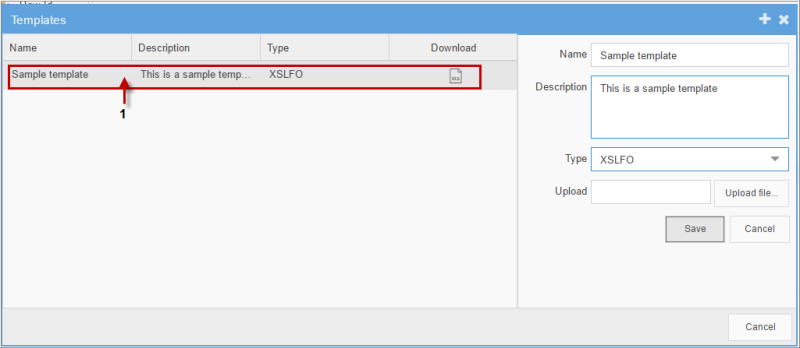 Templates
Name Description Type Download
Sample template This is a sample temp... XSLFO XLS
1
Name Sample template
Description This is a sample template
Type XSLFO
Upload Upload file...
Save Cancel
Cancel